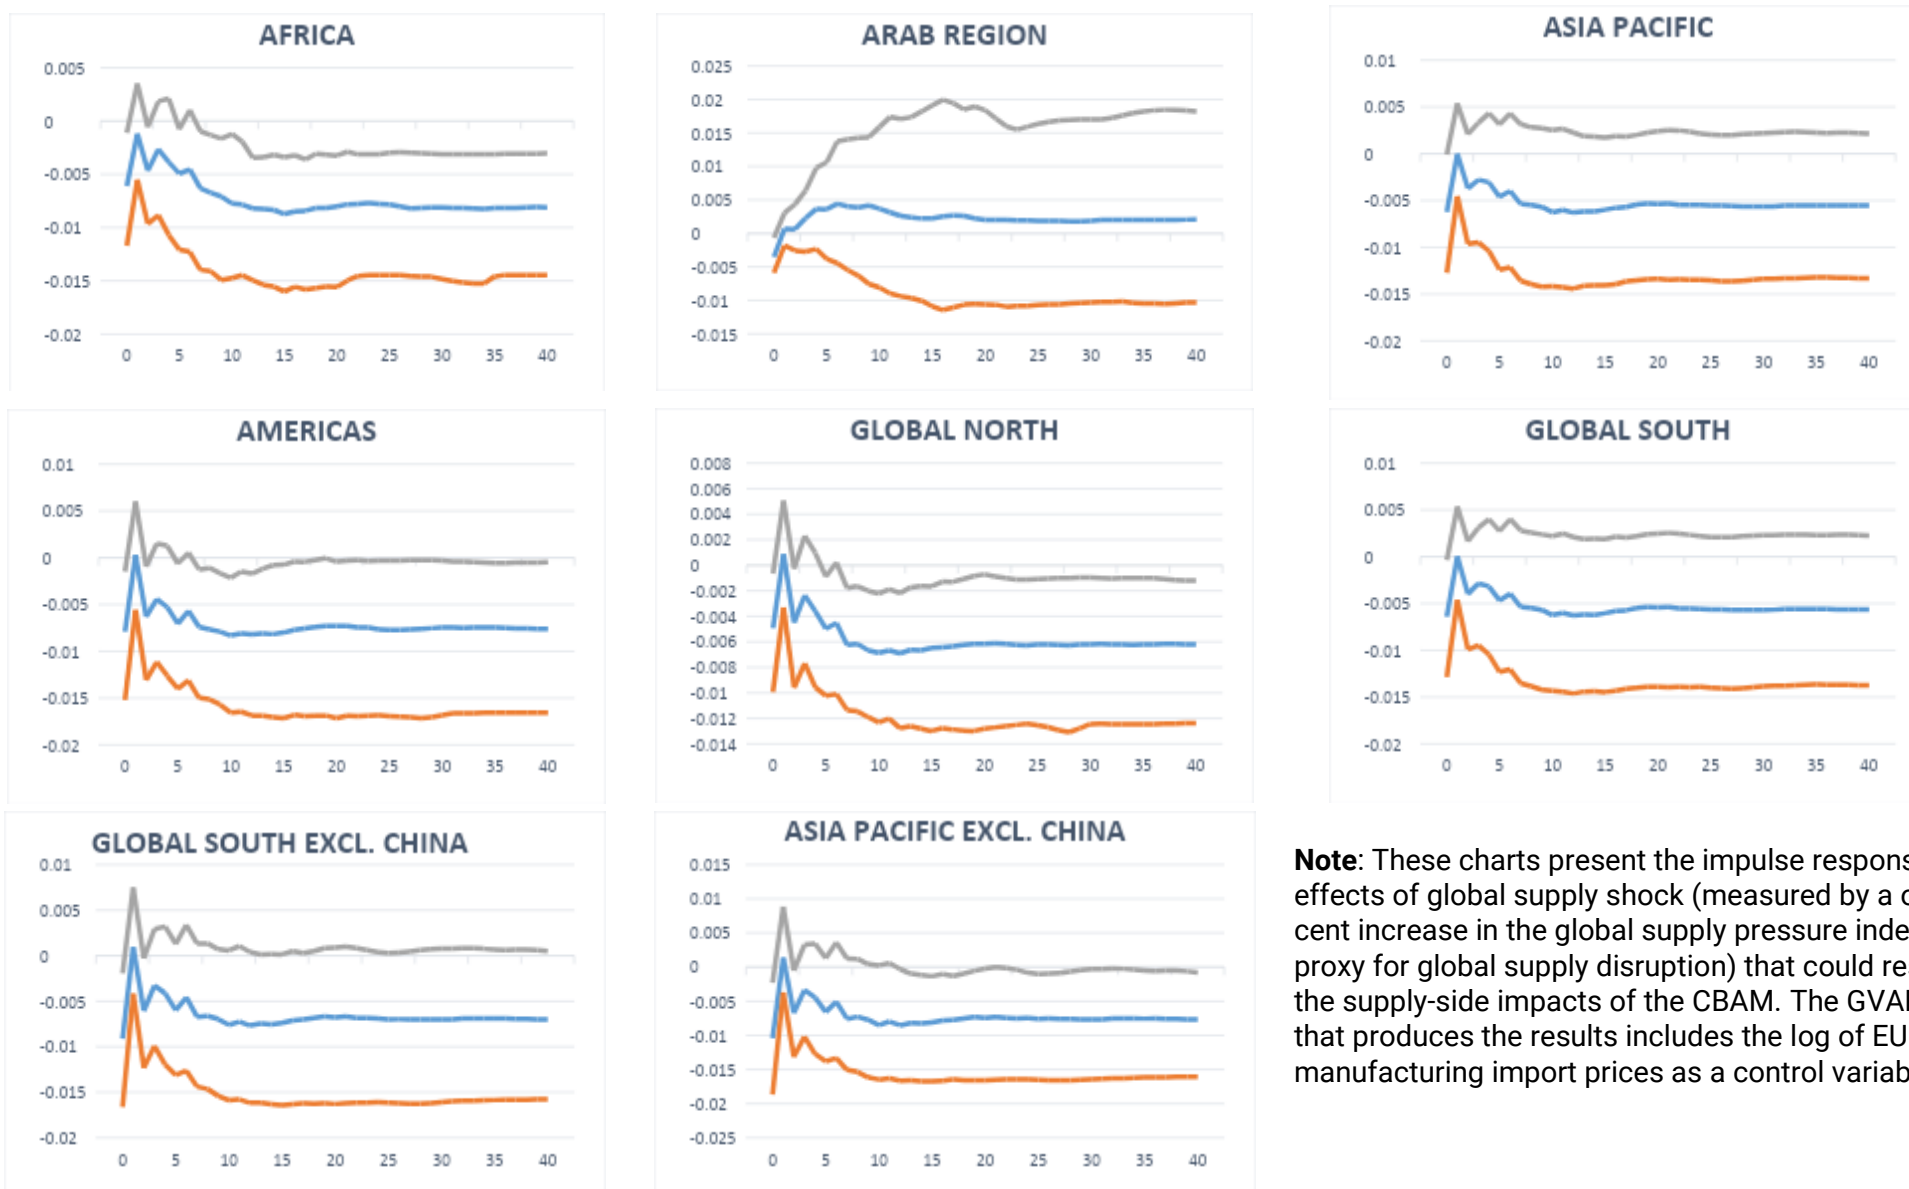 AFRICA
0.005
0
-0.005
-0.01
-0.015
-0.02
0 5 10 15 20 25 30 35 40
ARAB REGION
0.025
0.02
0.015
0.01
0.005
0
-0.005
-0.01
-0.015
0 5 10 15 20 25 30 35 40
ASIA PACIFIC
0.01
0.005
0
-0.005
-0.01
-0.015
-0.02
0 5 10 15 20 25 30 35 40
AMERICAS
0.01
0.005
0
-0.005
-0.01
-0.015
-0.02
0 5 10 15 20 25 30 35 40
GLOBAL NORTH
0.008
0.006
0.004
0.002
0
-0.002
-0.004
-0.006
-0.008
-0.01
-0.012
-0.014
0 5 10 15 20 25 30 35 40
GLOBAL SOUTH
0.01
0.005
0
-0.005
-0.01
-0.015
-0.02
0 5 10 15 20 25 30 35 40
GLOBAL SOUTH EXCL. CHINA
0.01
0.005
0
-0.005
-0.01
-0.015
-0.02
0 5 10 15 20 25 30 35 40
ASIA PACIFIC EXCL. CHINA
0.015
0.01
0.005
0
-0.005
-0.01
-0.015
-0.02
-0.025
0 5 10 15 20 25 30 35 40
Note: These charts present the impulse
effects of global supply shock (measured by a
cent increase in the global supply pressure
proxy for global supply disruption) that could
the supply-side impacts of the CBAM. The
that produces the results includes the log of EU
manufacturing import prices as a control